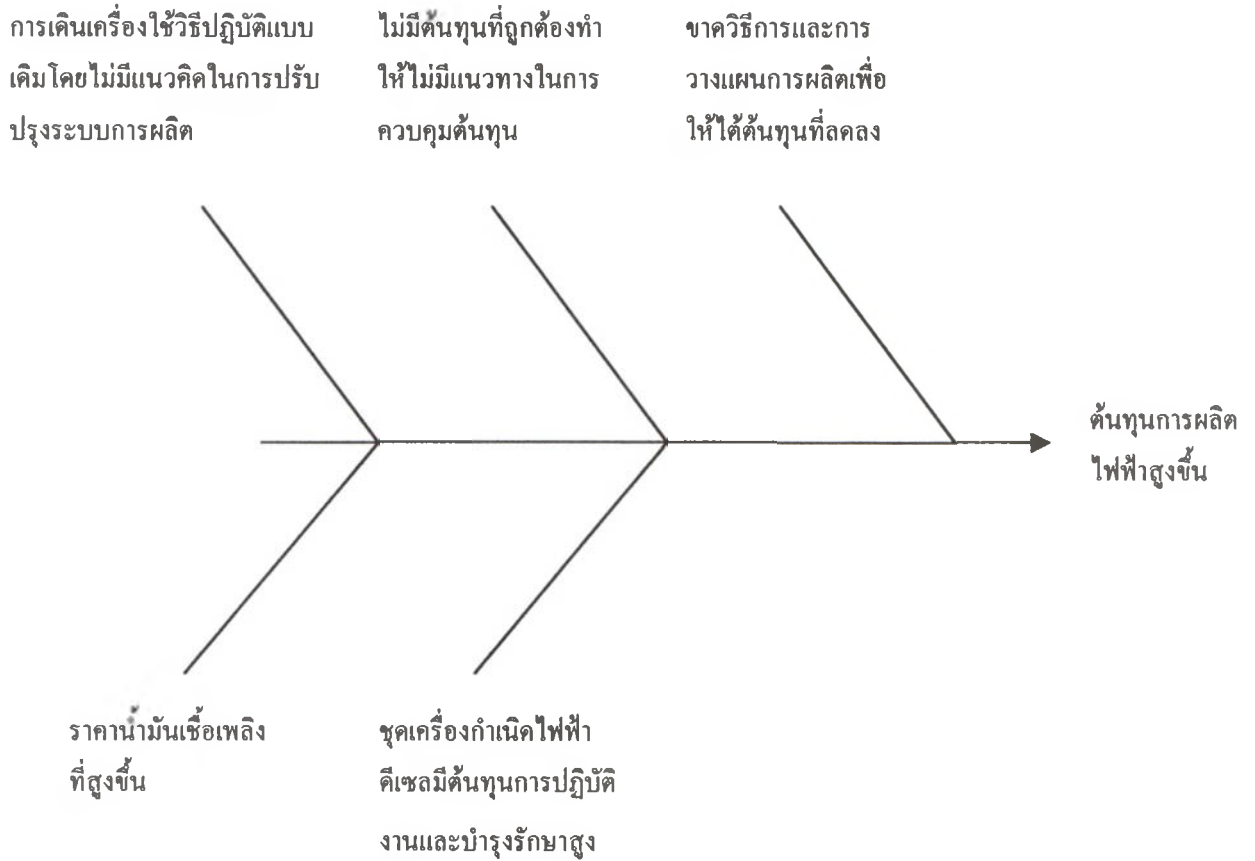 การเดินเครื่องใช้วิธีปฏิบัติแบบ
เดิมโดยไม่มีแนวคิดในการปรับ
ปรุงระบบการผลิต
ไม่มีต้นทุนที่ถูกต้องทำ
ให้ไม่มีแนวทางในการ
ควบคุมต้นทุน
ขาดวิธีการและการ
วางแผนการผลิตเพื่อ
ให้ได้ต้นทุนที่ลดลง
ต้นทุนการผลิต
ไฟฟ้าสูงขึ้น
ราคาน้ำมันเชื้อเพลิง
ที่สูงขึ้น
ชุดเครื่องกำเนิดไฟฟ้า
ดีเซลมีต้นทุนการปฏิบัติ
งานและบำรุงรักษาสูง